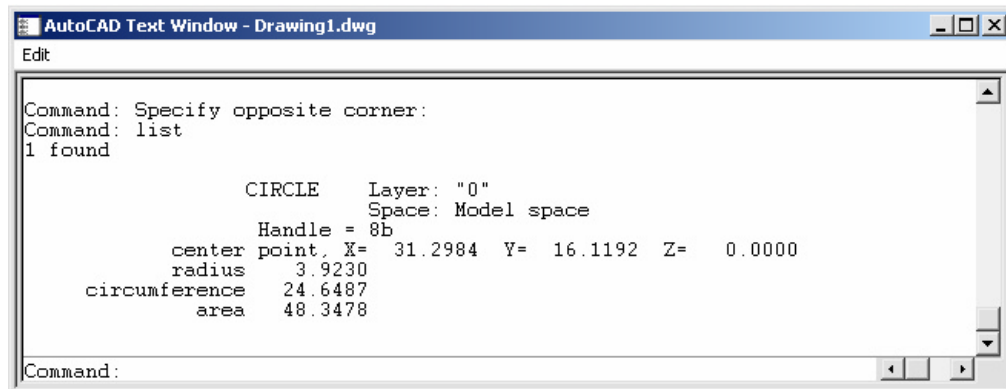 AutoCAD Text Window - Drawing1.dwg
Edit
Command: Specify opposite corner:
Command: list
1 found
CIRCLE Layer: "0"
Space: Model space
Handle = 8b
center point, X= 31.2984 Y= 16.1192 Z= 0.0000
radius 3.9230
circumference 24.6487
area 48.3478
Command: